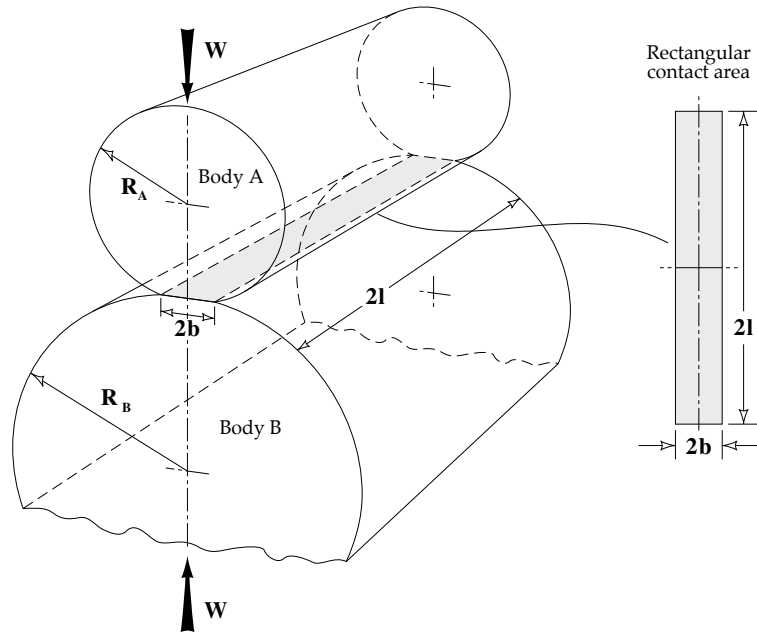 W
Rectangular
contact area
Body A
R_A
2l
2b
2l
R_B
Body B
2b
W